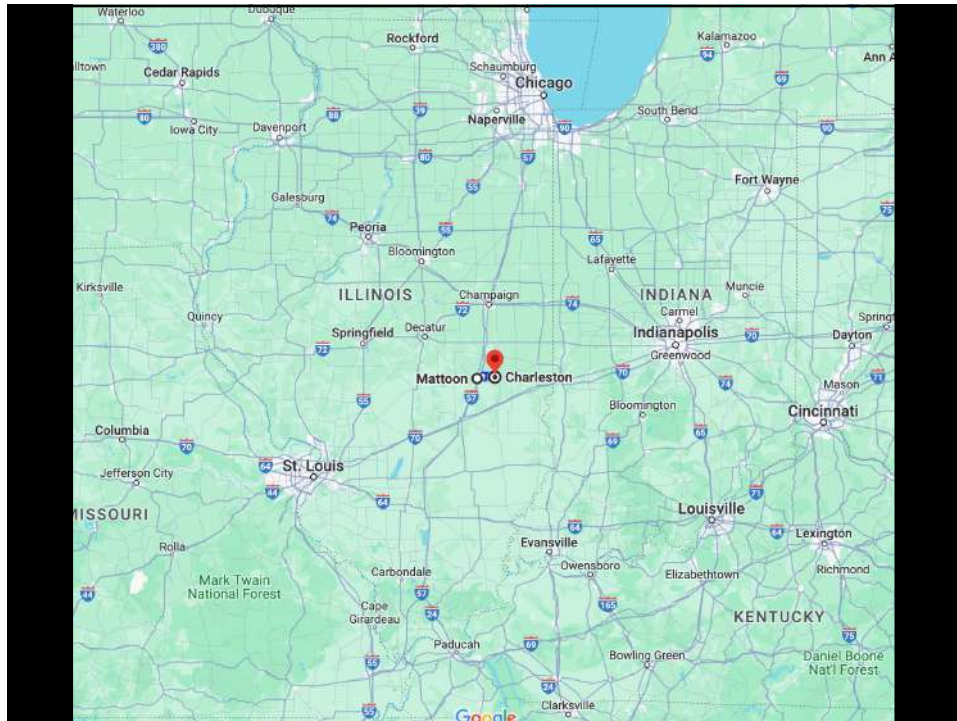 Waterloo
Dubuque
Rockford
Kalamazoo
380
94
Ann A
alltown
Cedar Rapids
Schaumburg
Chicago
69
80
Iowa City
Davenport
88
39
Naperville
90
South Bend
90
80
57
55
Fort Wayne
Galesburg
74
Peoria
55
65
75
Bloomington
Lafayette
Kirksville
ILLINOIS
Champaign
74
INDIANA
Muncie
Quincy
72
Carmel
Springfield
Decatur
Indianapolis
70
Dayton
Springf
72
Greenwood
70
Mattoon
Charleston
70
74
Mason
71
55
57
Bloomington
Cincinnati
Columbia
70
70
69
65
64
St. Louis
Jefferson City
44
64
71
MISSOURI
Louisville
64
64
Lexington
Rolla
Evansville
Owensboro
Richmond
Carbondale
Elizabethtown
Mark Twain
National Forest
44
57
24
165
Cape
Girardeau
KENTUCKY
75
Paducah
69
55
Bowling Green
Daniel Boone
Nat'l Forest
24
Clarksville
55
Google